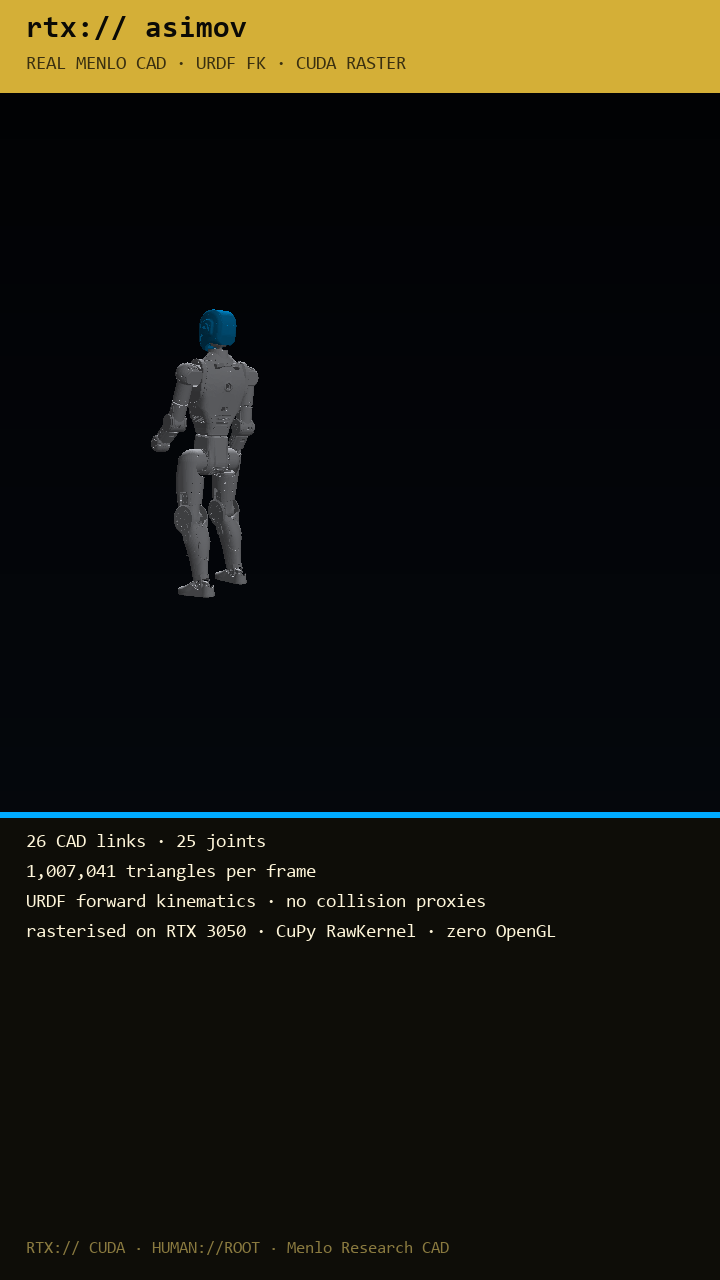 rtx:// asimov
REAL MENLO CAD · URDF FK · CUDA RASTER
26 CAD links · 25 joints
1,007,041 triangles per frame
URDF forward kinematics · no collision proxies
rasterised on RTX 3050 · CuPy RawKernel · zero OpenGL
RTX:// CUDA · HUMAN://ROOT · Menlo Research CAD